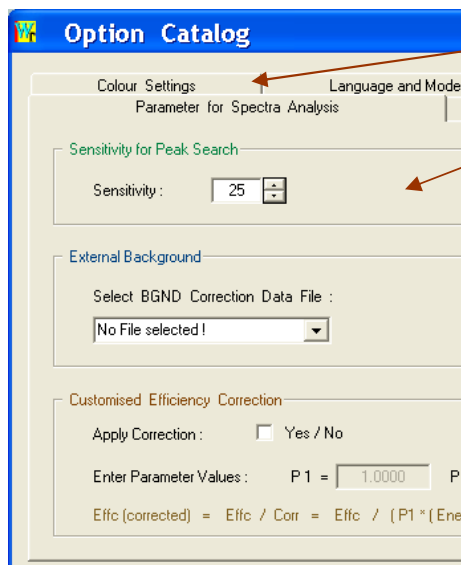 Option Catalog
Colour Settings
Language and Mode
Parameter for Spectra Analysis
Sensitivity for Peak Search
Sensitivity : 25
External Background
Select BGND Correction Data File :
No File selected !
Customised Efficiency Correction
Apply Correction : Yes / No
Enter Parameter Values : P 1 = 1.0000 P
Effc (corrected) = Effc / Corr = Effc / ( P1 * ( Ene